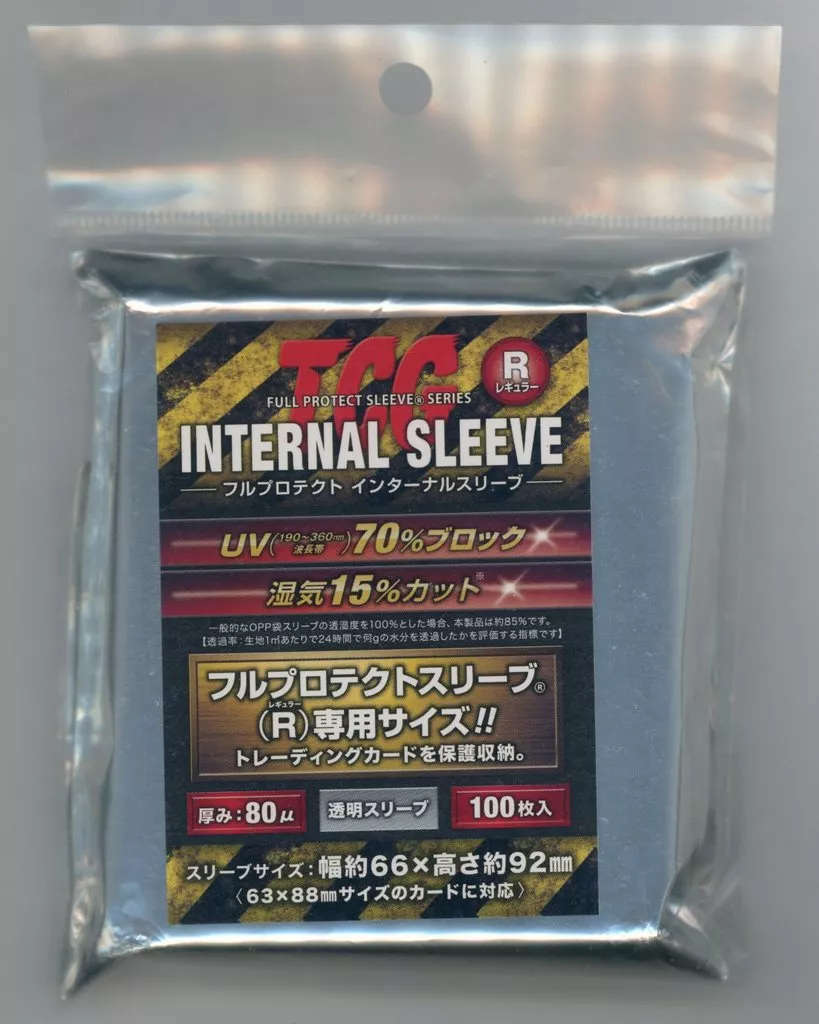 TCG
R
レギュラー
FULL PROTECT SLEEVE® SERIES
INTERNAL SLEEVE
フルプロテクト インターナルスリーブ
UV(190~360nm波長帯)70%ブロック
湿気15%カット※
一般的なOPP袋スリーブの透湿度を100%とした場合、本製品は約85%です。
【透過率:生地1㎡あたりで24時間で何gの水分を透過したかを評価する指標です】
フルプロテクトスリーブ®
レギュラー
(R)専用サイズ!!
トレーディングカードを保護収納。
厚み:80μ
透明スリーブ
100枚入
スリーブサイズ:幅約66×高さ約92㎜
〈63×88㎜サイズのカードに対応〉